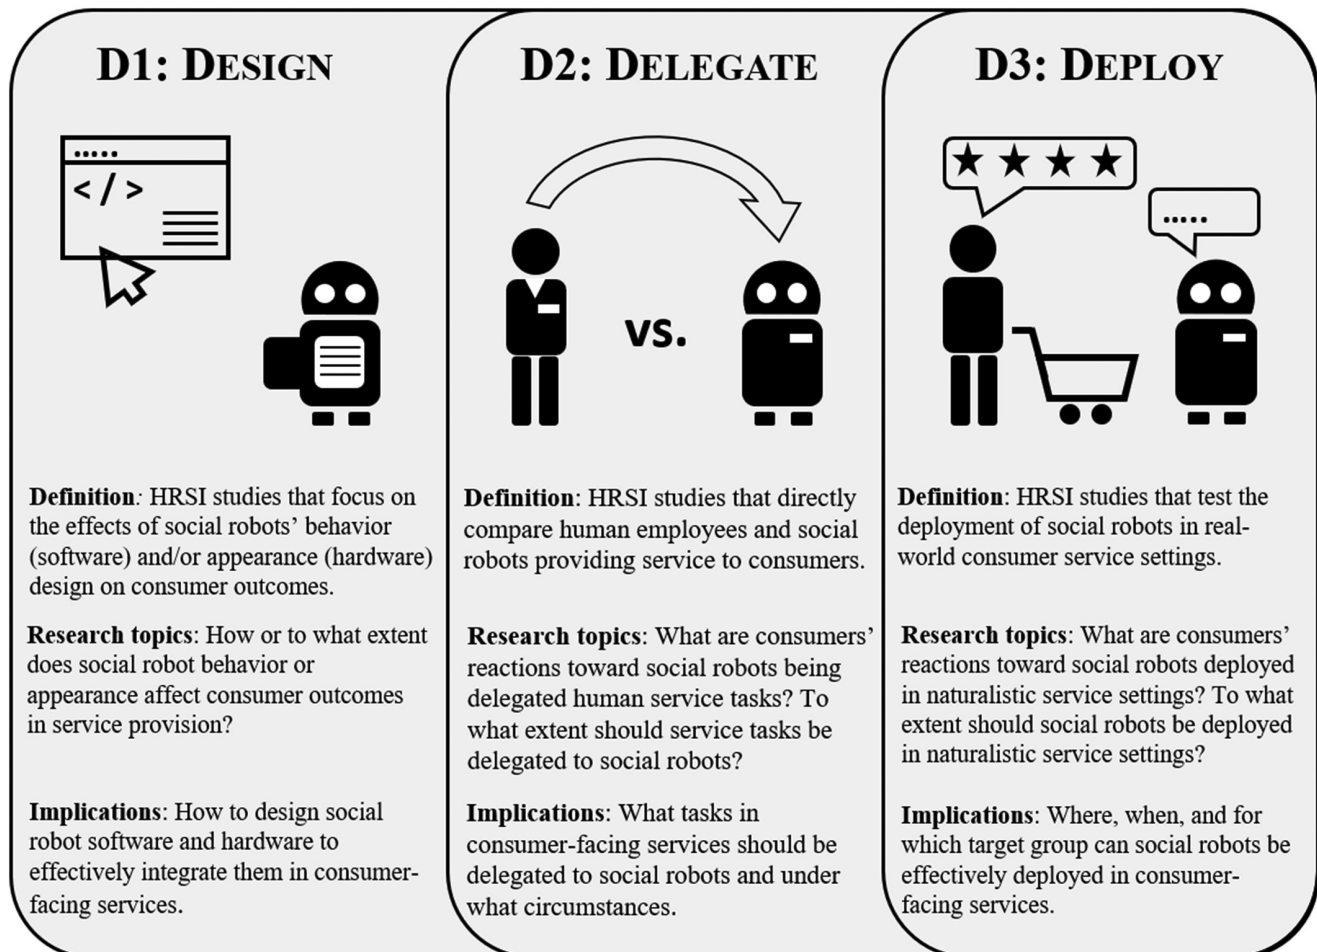 D1: DESIGN
.....
</>
Definition: HRSI studies that focus on
the effects of social robots' behavior
(software) and/or appearance (hardware)
design on consumer outcomes.
Research topics: How or to what extent
does social robot behavior or
appearance affect consumer outcomes
in service provision?
Implications: How to design social
robot software and hardware to
effectively integrate them in consumer-
facing services.
D2: DELEGATE
vs.
Definition: HRSI studies that directly
compare human employees and social
robots providing service to consumers.
Research topics: What are consumers'
reactions toward social robots being
delegated human service tasks? To
what extent should service tasks be
delegated to social robots?
Implications: What tasks in
consumer-facing services should be
delegated to social robots and under
what circumstances.
D3: DEPLOY
.....
Definition: HRSI studies that test the
deployment of social robots in real-
world consumer service settings.
Research topics: What are consumers'
reactions toward social robots deployed
in naturalistic service settings? To what
extent should social robots be deployed
in naturalistic service settings?
Implications: Where, when, and for
which target group can social robots be
effectively deployed in consumer-
facing services.